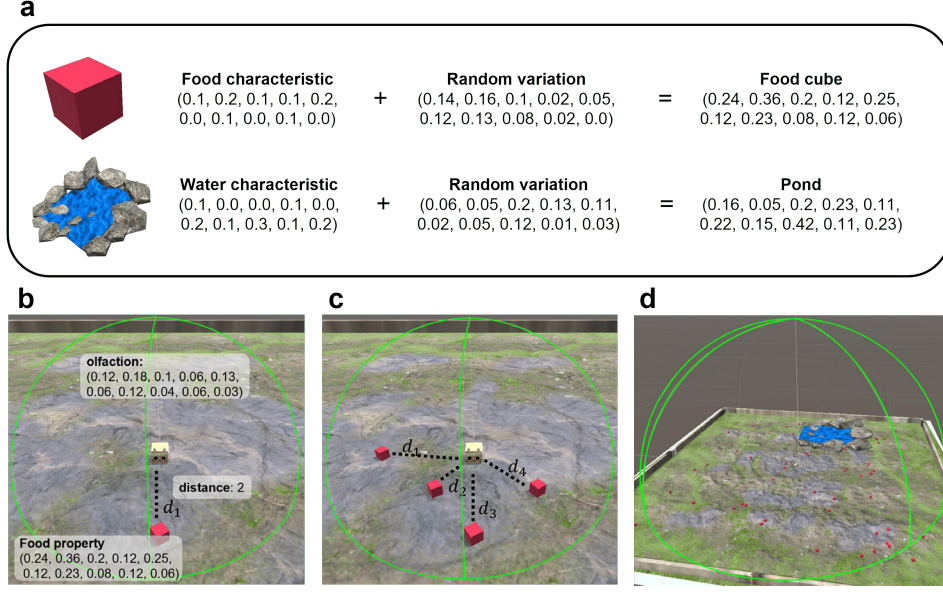 a
Food characteristic
(0.1, 0.2, 0.1, 0.1, 0.2,
0.0, 0.1, 0.0, 0.1, 0.0)
+
Random variation
(0.14, 0.16, 0.1, 0.02, 0.05,
0.12, 0.13, 0.08, 0.02, 0.0)
=
Food cube
(0.24, 0.36, 0.2, 0.12, 0.25,
0.12, 0.23, 0.08, 0.12, 0.06)
Water characteristic
(0.1, 0.0, 0.0, 0.1, 0.0,
0.2, 0.1, 0.3, 0.1, 0.2)
+
Random variation
(0.06, 0.05, 0.2, 0.13, 0.11,
0.02, 0.05, 0.12, 0.01, 0.03)
=
Pond
(0.16, 0.05, 0.2, 0.23, 0.11,
0.22, 0.15, 0.42, 0.11, 0.23)
b
olfaction:
(0.12, 0.18, 0.1, 0.06, 0.13,
0.06, 0.12, 0.04, 0.06, 0.03)
distance: 2
d₁
Food property
(0.24, 0.36, 0.2, 0.12, 0.25,
0.12, 0.23, 0.08, 0.12, 0.06)
c
d₁
d₂
d₃
d₄
d